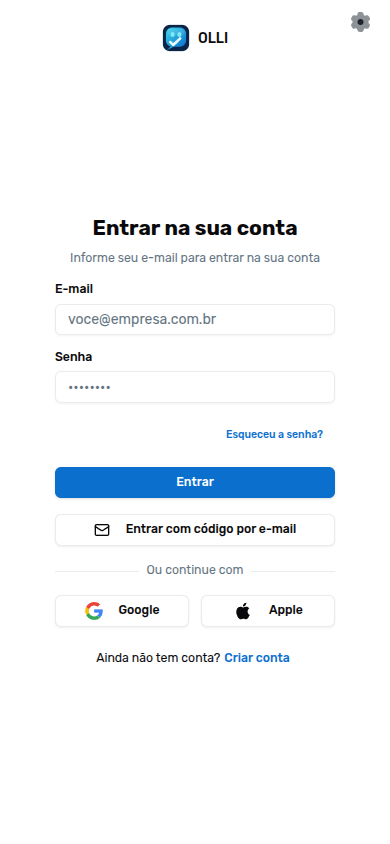 OLLI
Entrar na sua conta
Informe seu e-mail para entrar na sua conta
E-mail
voce@empresa.com.br
Senha
••••••••
Esqueceu a senha?
Entrar
Entrar com código por e-mail
Ou continue com
Google
Apple
Ainda não tem conta? Criar conta